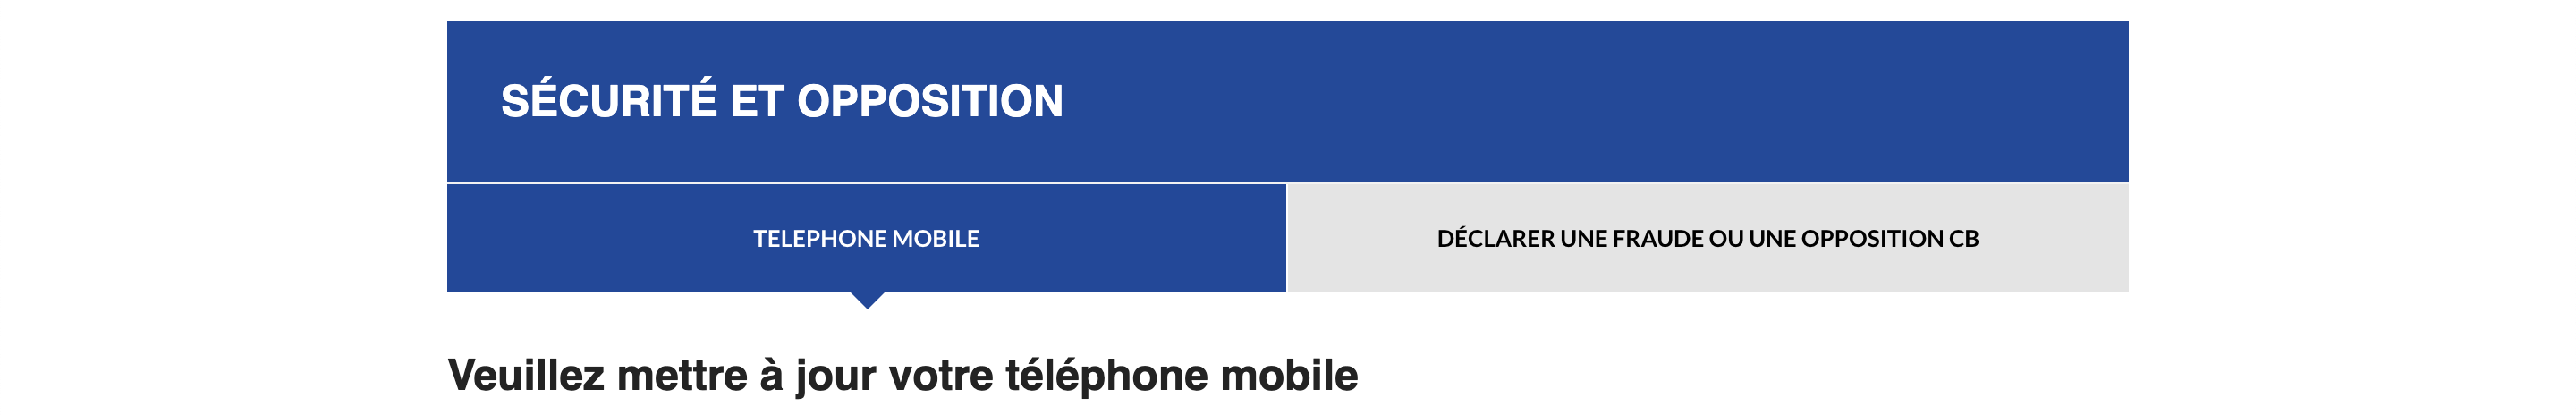 SÉCURITÉ ET OPPOSITION
TELEPHONE MOBILE
DÉCLARER UNE FRAUDE OU UNE OPPOSITION CB
Veuillez mettre à jour votre téléphone mobile